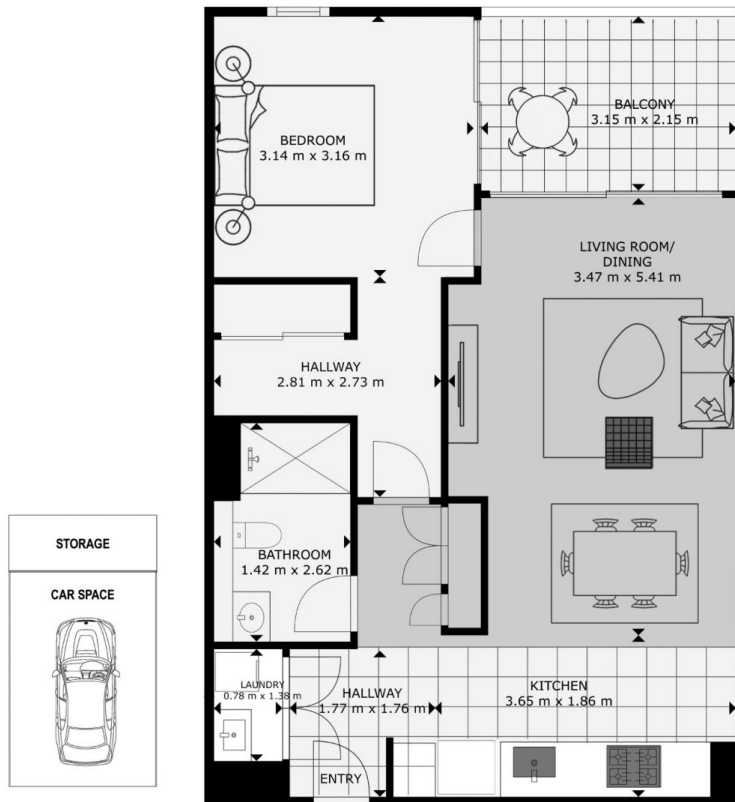 BALCONY
3.15 m x 2.15 m
BEDROOM
3.14 m x 3.16 m
LIVING ROOM/
DINING
3.47 m x 5.41 m
HALLWAY
2.81 m x 2.73 m
BATHROOM
1.42 m x 2.62 m
STORAGE
CAR SPACE
LAUNDRY
0.78 m x 1.38 m
HALLWAY
1.77 m x 1.76 m
KITCHEN
3.65 m x 1.86 m
ENTRY